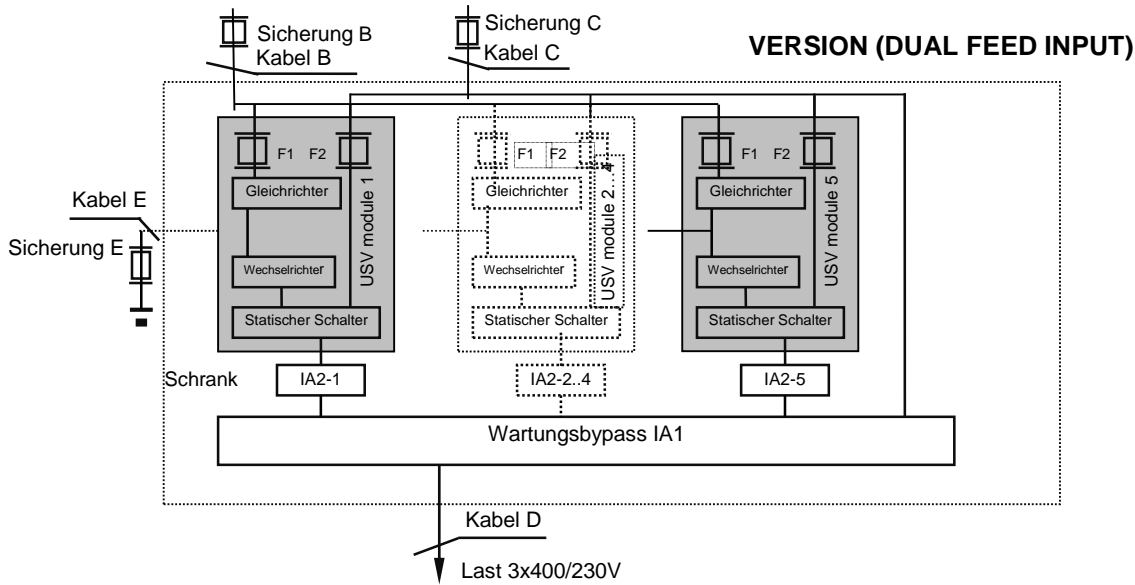 Sicherung B
Kabel B
Sicherung C
Kabel C
VERSION (DUAL FEED INPUT)
F1 F2
Gleichrichter
Wechselrichter
Statischer Schalter
USV module 1
F1 F2
Gleichrichter
Wechselrichter
Statischer Schalter
USV module 2...4
F1 F2
Gleichrichter
Wechselrichter
Statischer Schalter
USV module 5
Kabel E
Sicherung E
Schrank
IA2-1
IA2-2..4
IA2-5
Wartungsbypass IA1
Kabel D
Last 3x400/230V